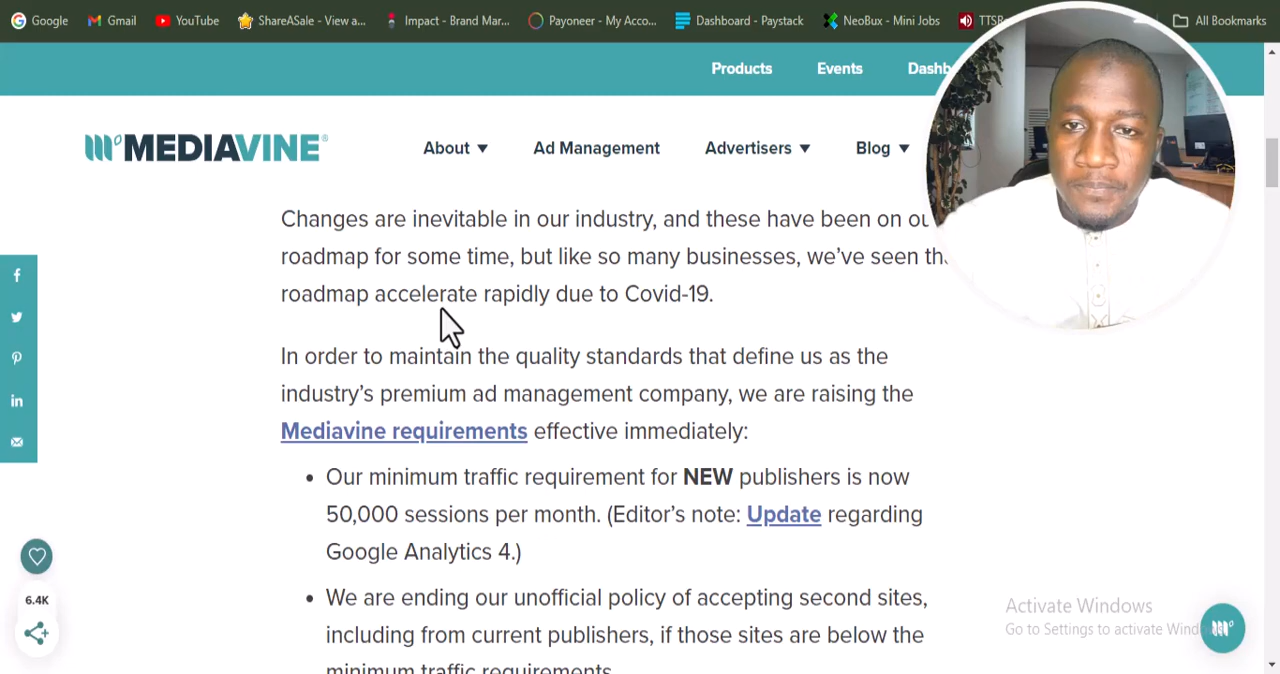 Google Gmail YouTube ShareASale - View a... Impact - Brand Mar... Payoneer - My Acco... Dashboard - Paystack NeoBux - Mini Jobs All Bookmarks
Products Events
MEDIAVINE® About Ad Management Advertisers Blog
Changes are inevitable in our industry, and these have been on
roadmap for some time, but like so many businesses, we've seen
roadmap accelerate rapidly due to Covid-19.
In order to maintain the quality standards that define us as the
industry's premium ad management company, we are raising the
Mediavine requirements effective immediately:
• Our minimum traffic requirement for NEW publishers is now
50,000 sessions per month. (Editor's note: Update regarding
Google Analytics 4.)
• We are ending our unofficial policy of accepting second sites,
including from current publishers, if those sites are below the
minimum traffic requirements.
6.4K
Activate Windows
Go to Settings to activate